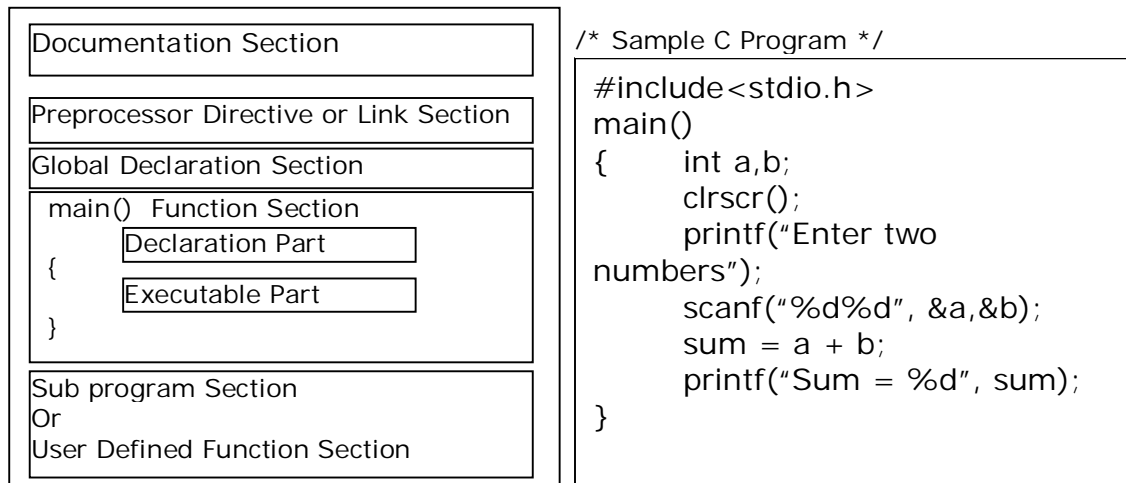 Documentation Section
Preprocessor Directive or Link Section
Global Declaration Section
main() Function Section
Declaration Part
{
Executable Part
}
Sub program Section
Or
User Defined Function Section
/* Sample C Program */
#include<stdio.h>
main()
{ int a,b;
clrscr();
printf("Enter two
numbers");
scanf("%d%d", &a,&b);
sum = a + b;
printf("Sum = %d", sum);
}